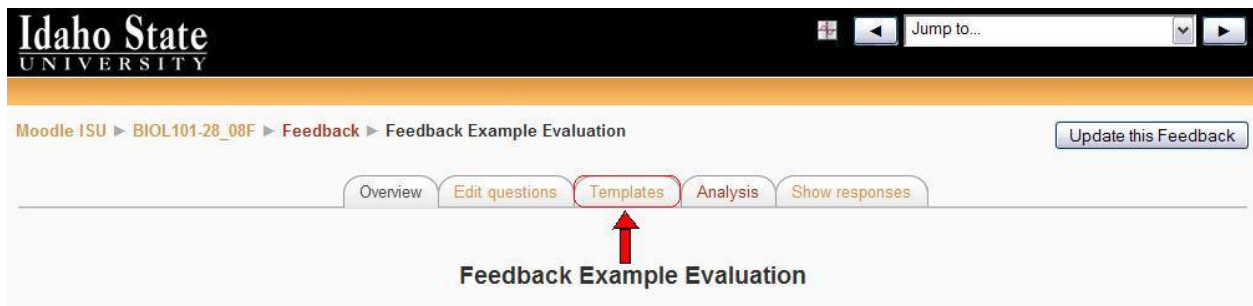 Idaho State
UNIVERSITY
Jump to...
Moodle ISU ► BIOL101-28_08F ► Feedback ► Feedback Example Evaluation
Update this Feedback
Overview Edit questions Templates Analysis Show responses
Feedback Example Evaluation